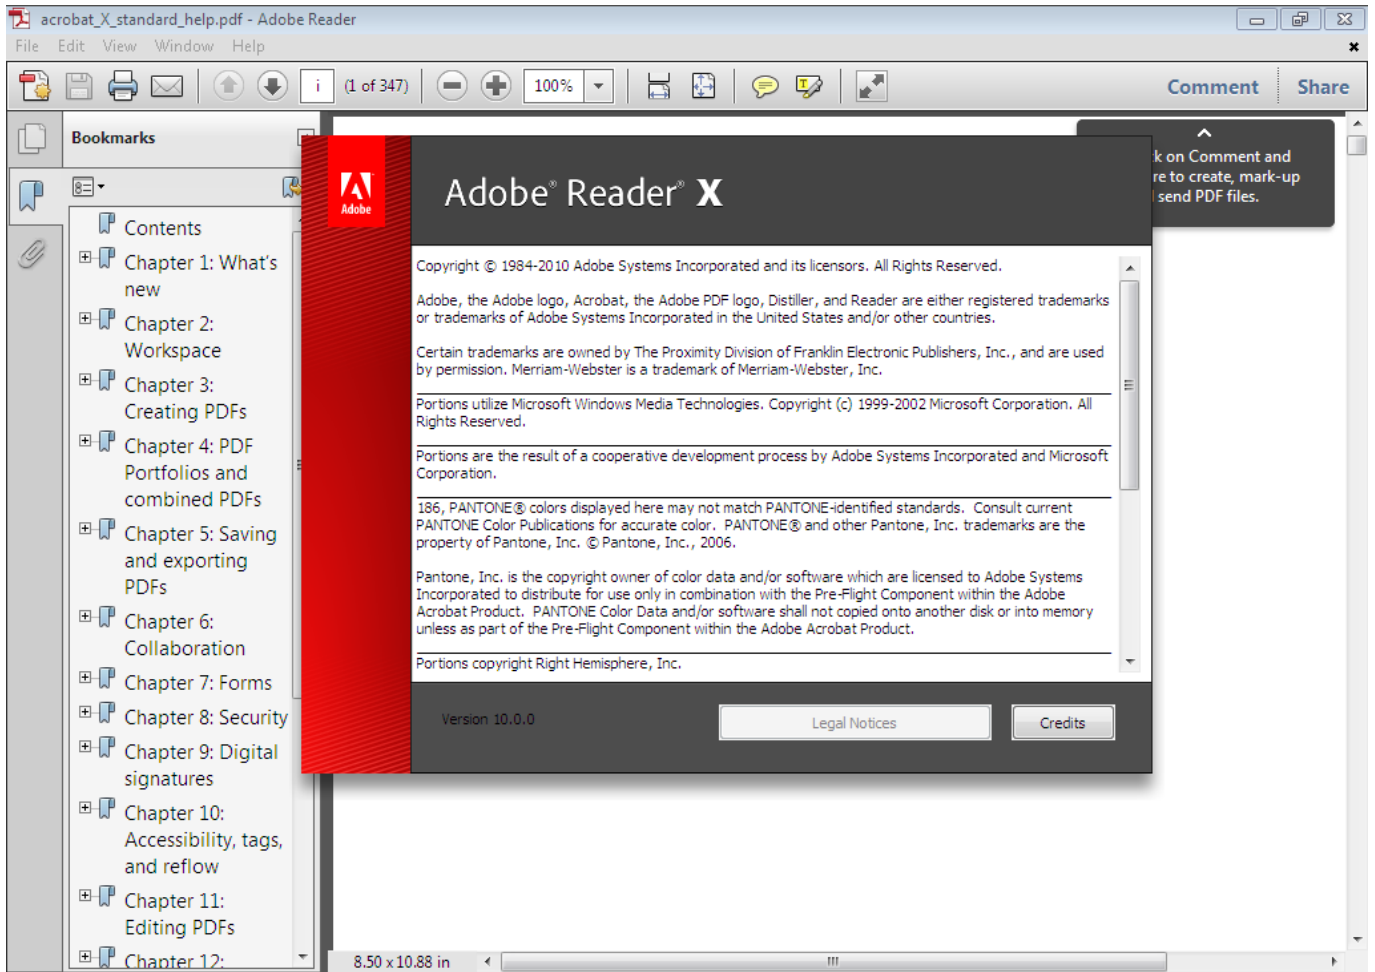 acrobat_X_standard_help.pdf - Adobe Reader
File Edit View Window Help
i (1 of 347) 100% Comment Share
Bookmarks
Contents
Chapter 1: What's
new
Chapter 2:
Workspace
Chapter 3:
Creating PDFs
Chapter 4: PDF
Portfolios and
combined PDFs
Chapter 5: Saving
and exporting
PDFs
Chapter 6:
Collaboration
Chapter 7: Forms
Chapter 8: Security
Chapter 9: Digital
signatures
Chapter 10:
Accessibility, tags,
and reflow
Chapter 11:
Editing PDFs
Chapter 12:
k on Comment and
re to create, mark-up
send PDF files.
Adobe
Adobe® Reader® X
Copyright © 1984-2010 Adobe Systems Incorporated and its licensors. All Rights Reserved.
Adobe, the Adobe logo, Acrobat, the Adobe PDF logo, Distiller, and Reader are either registered trademarks
or trademarks of Adobe Systems Incorporated in the United States and/or other countries.
Certain trademarks are owned by The Proximity Division of Franklin Electronic Publishers, Inc., and are used
by permission. Merriam-Webster is a trademark of Merriam-Webster, Inc.
Portions utilize Microsoft Windows Media Technologies. Copyright (c) 1999-2002 Microsoft Corporation. All
Rights Reserved.
Portions are the result of a cooperative development process by Adobe Systems Incorporated and Microsoft
Corporation.
186, PANTONE® colors displayed here may not match PANTONE-identified standards. Consult current
PANTONE Color Publications for accurate color. PANTONE® and other Pantone, Inc. trademarks are the
property of Pantone, Inc. © Pantone, Inc., 2006.
Pantone, Inc. is the copyright owner of color data and/or software which are licensed to Adobe Systems
Incorporated to distribute for use only in combination with the Pre-Flight Component within the Adobe
Acrobat Product. PANTONE Color Data and/or software shall not copied onto another disk or into memory
unless as part of the Pre-Flight Component within the Adobe Acrobat Product.
Portions copyright Right Hemisphere, Inc.
Version 10.0.0
Legal Notices
Credits
8.50 x 10.88 in